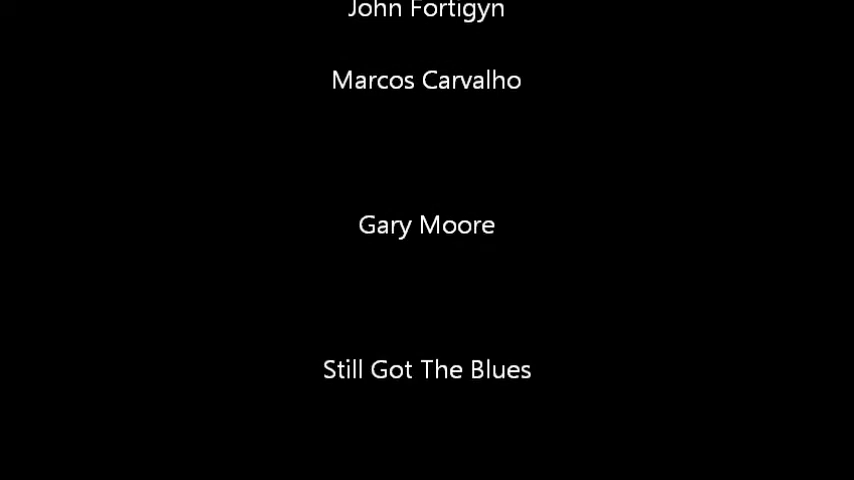 John Fortigyn
Marcos Carvalho
Gary Moore
Still Got The Blues